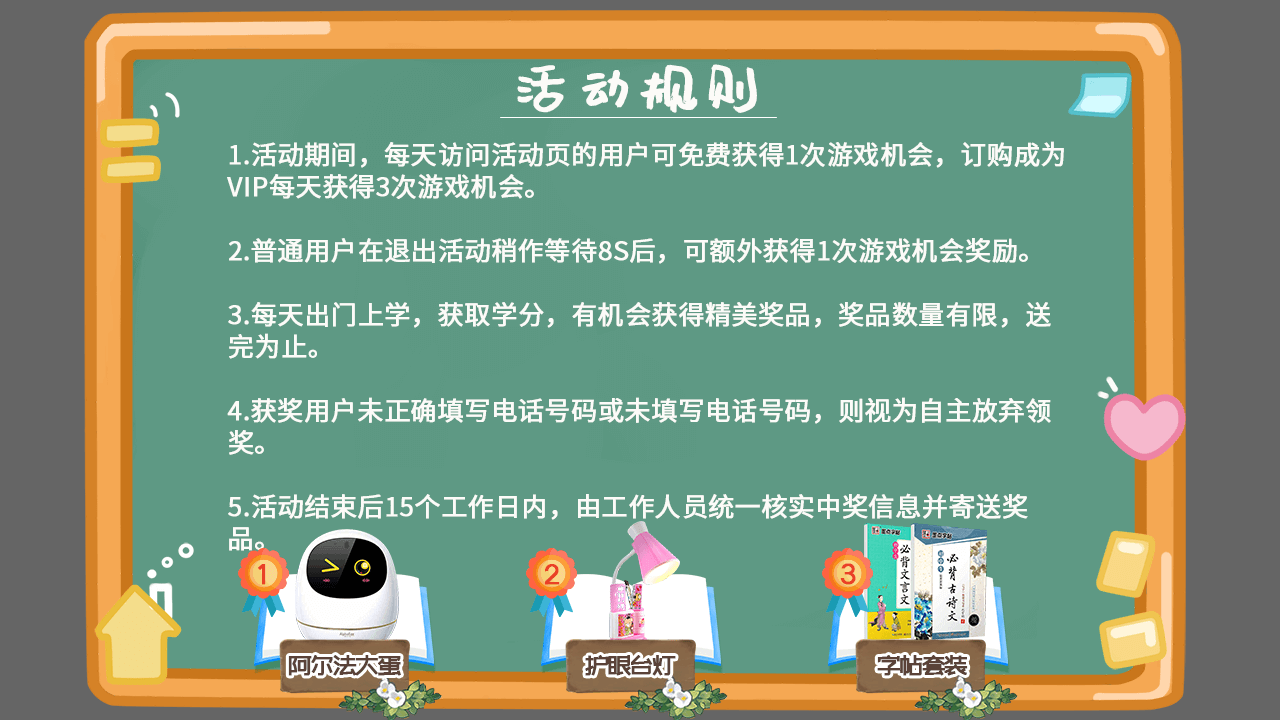 活动规则
1.活动期间，每天访问活动页的用户可免费获得1次游戏机会，订购成为
VIP每天获得3次游戏机会。
2.普通用户在退出活动稍作等待8S后，可额外获得1次游戏机会奖励。
3.每天出门上学，获取学分，有机会获得精美奖品，奖品数量有限，送
完为止。
4.获奖用户未正确填写电话号码或未填写电话号码，则视为自主放弃领
奖。
5.活动结束后15个工作日内，由工作人员统一核实中奖信息并寄送奖
品。
1
2
3
必背文言文
必背古诗文
阿尔法大蛋
护眼台灯
字帖套装